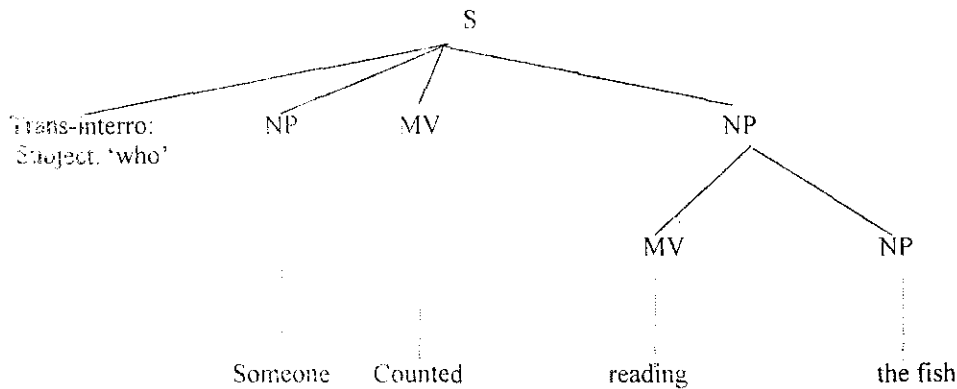 S
Trans-interro: NP MV NP
Subject. ‘who’
MV NP
Someone Counted reading the fish